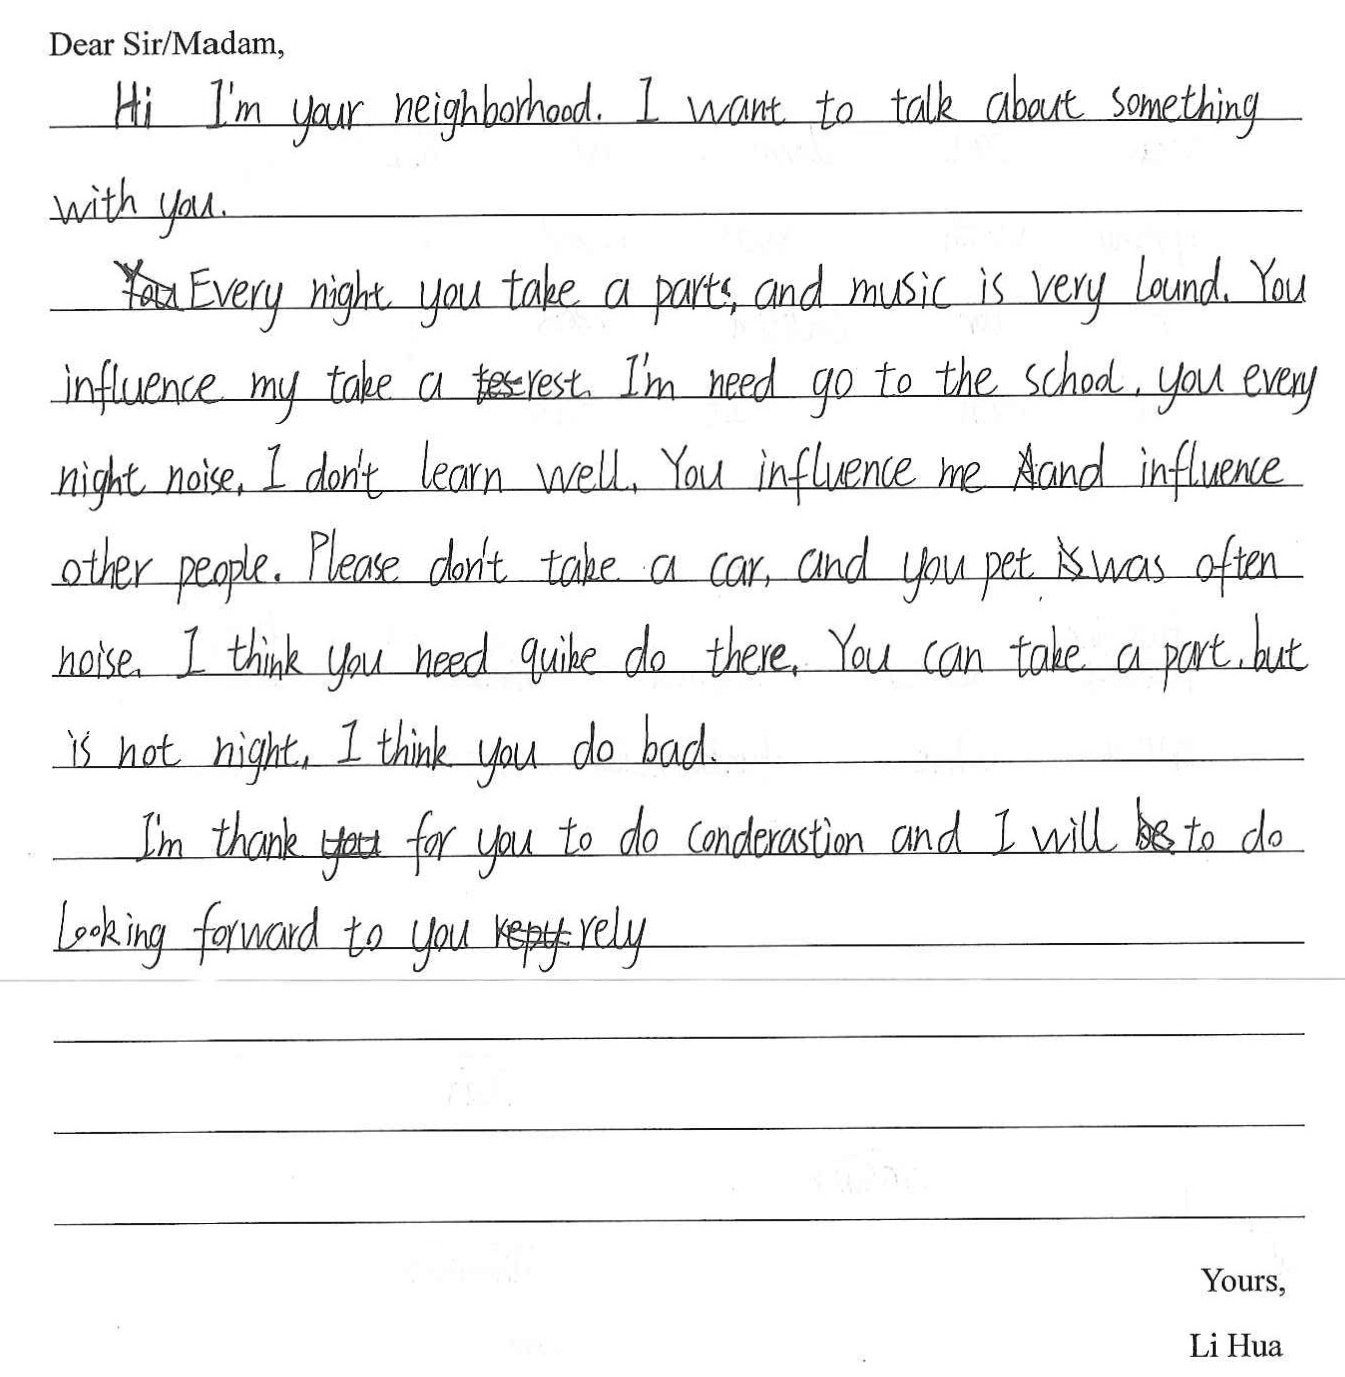 Dear Sir/Madam,
Hi I'm your neighborhood. I want to talk about something
with you.
Every night you take a parts, and music is very lound. You
influence my take a rest. I'm need go to the school, you every
night noise, I don't learn well, You influence me and influence
other people. Please don't take a car, and you pet was often
noise. I think you need quike do there, You can take a part, but
is not night, I think you do bad.
I'm thank for you to do conderastion and I will to do
Looking forward to you rely
Yours,
Li Hua